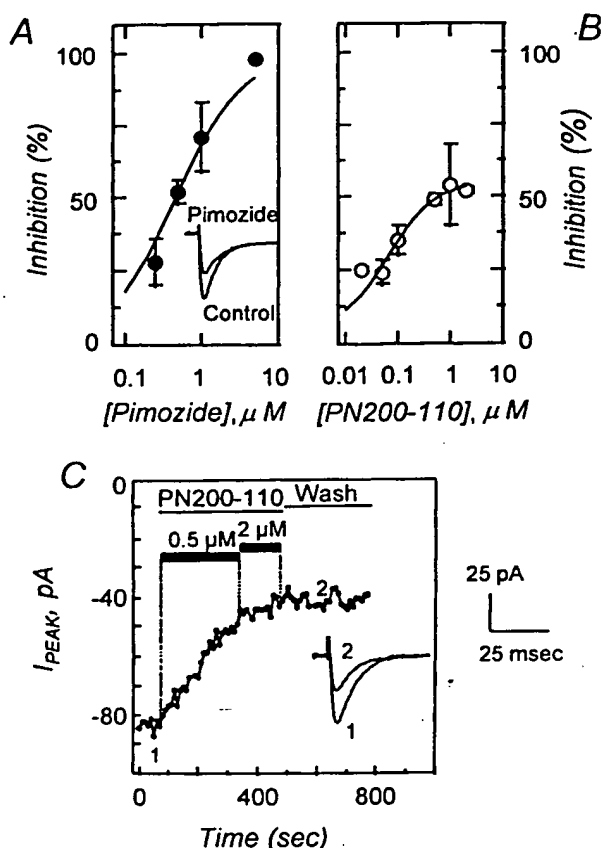 A
B
100
50
0
Inhibition (%)
Pimozide
Control
0.1 1 10
[Pimozide], μ M
100
50
0
Inhibition (%)
0.01 0.1 1 10
[PN200-110], μ M
C
PN200-110 Wash
0.5 μM
2 μM
0
-40
-80
I PEAK, pA
1
2
2
1
25 pA
25 msec
0 400 800
Time (sec)